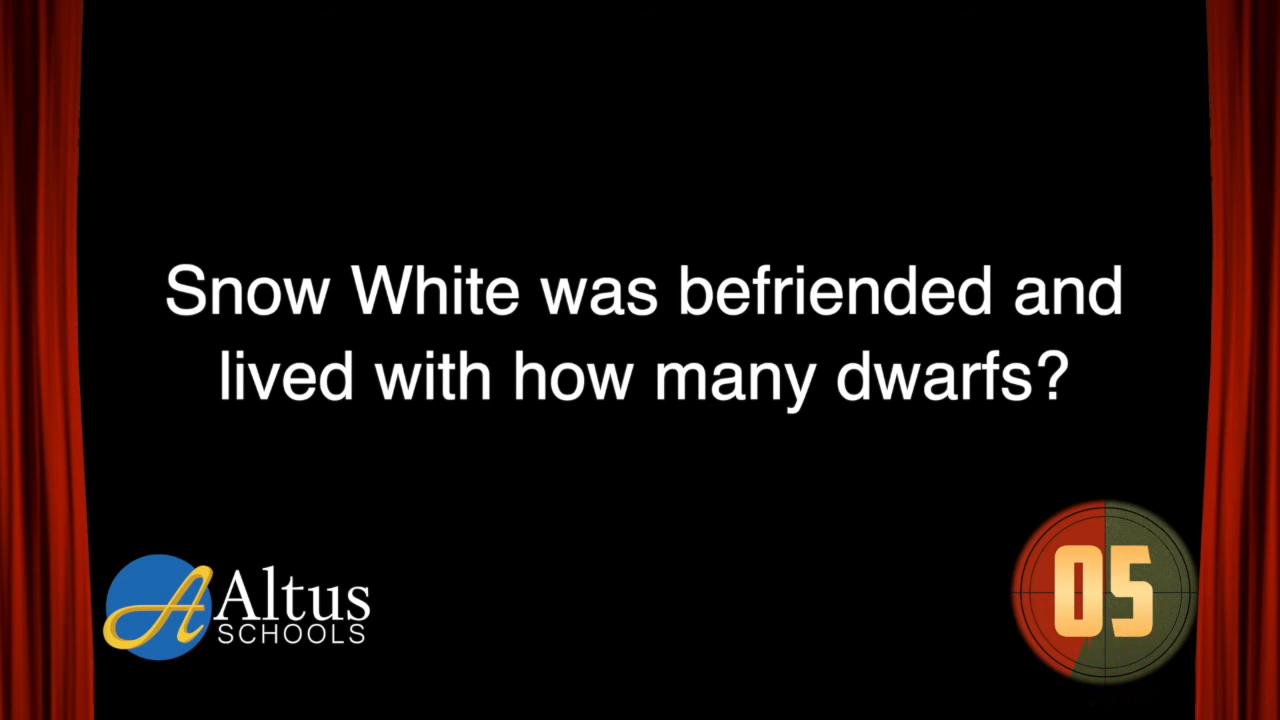 Snow White was befriended and
lived with how many dwarfs?
Altus
SCHOOLS
05